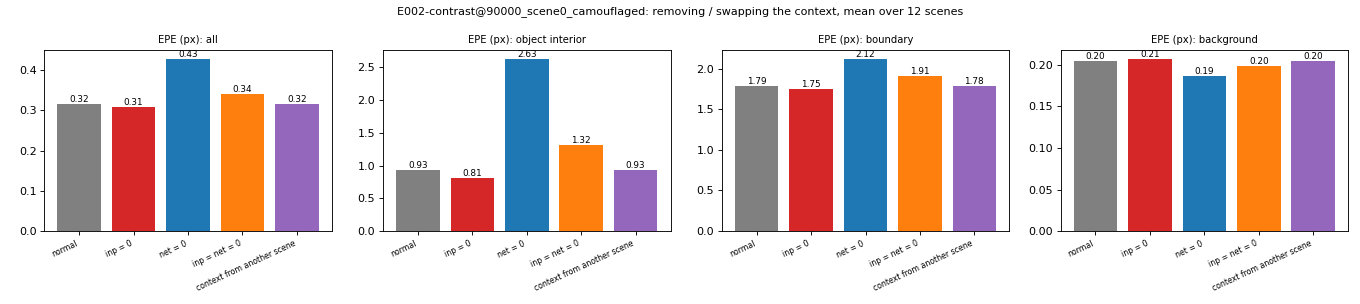 E002-contrast@90000_scene0_camouflaged: removing / swapping the context, mean over 12 scenes
EPE (px): all
0.4
0.3
0.2
0.1
0.0
0.32
0.31
0.43
0.34
0.32
normal
inp = 0
net = 0
inp = net = 0
context from another scene
EPE (px): object interior
2.5
2.0
1.5
1.0
0.5
0.0
0.93
0.81
2.63
1.32
0.93
normal
inp = 0
net = 0
inp = net = 0
context from another scene
EPE (px): boundary
2.0
1.5
1.0
0.5
0.0
1.79
1.75
2.12
1.91
1.78
normal
inp = 0
net = 0
inp = net = 0
context from another scene
EPE (px): background
0.20
0.15
0.10
0.05
0.00
0.20
0.21
0.19
0.20
0.20
normal
inp = 0
net = 0
inp = net = 0
context from another scene